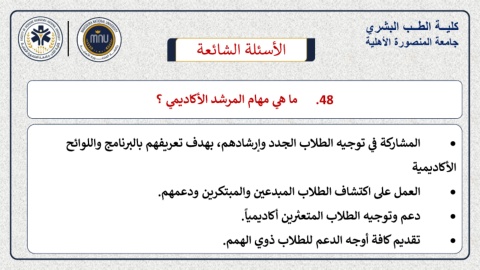 كلية الطب البشري
جامعة المنصورة الأهلية
MNU
الأسئلة الشائعة
48. ما هي مهام المرشد الأكاديمي ؟
• المشاركة في توجيه الطلاب الجدد وإرشادهم، بهدف تعريفهم بالبرنامج واللوائح
الأكاديمية
• العمل على اكتشاف الطلاب المبدعين والمبتكرين ودعمهم.
• دعم وتوجيه الطلاب المتعثرين أكاديمياً.
• تقديم كافة أوجه الدعم للطلاب ذوي الهمم.